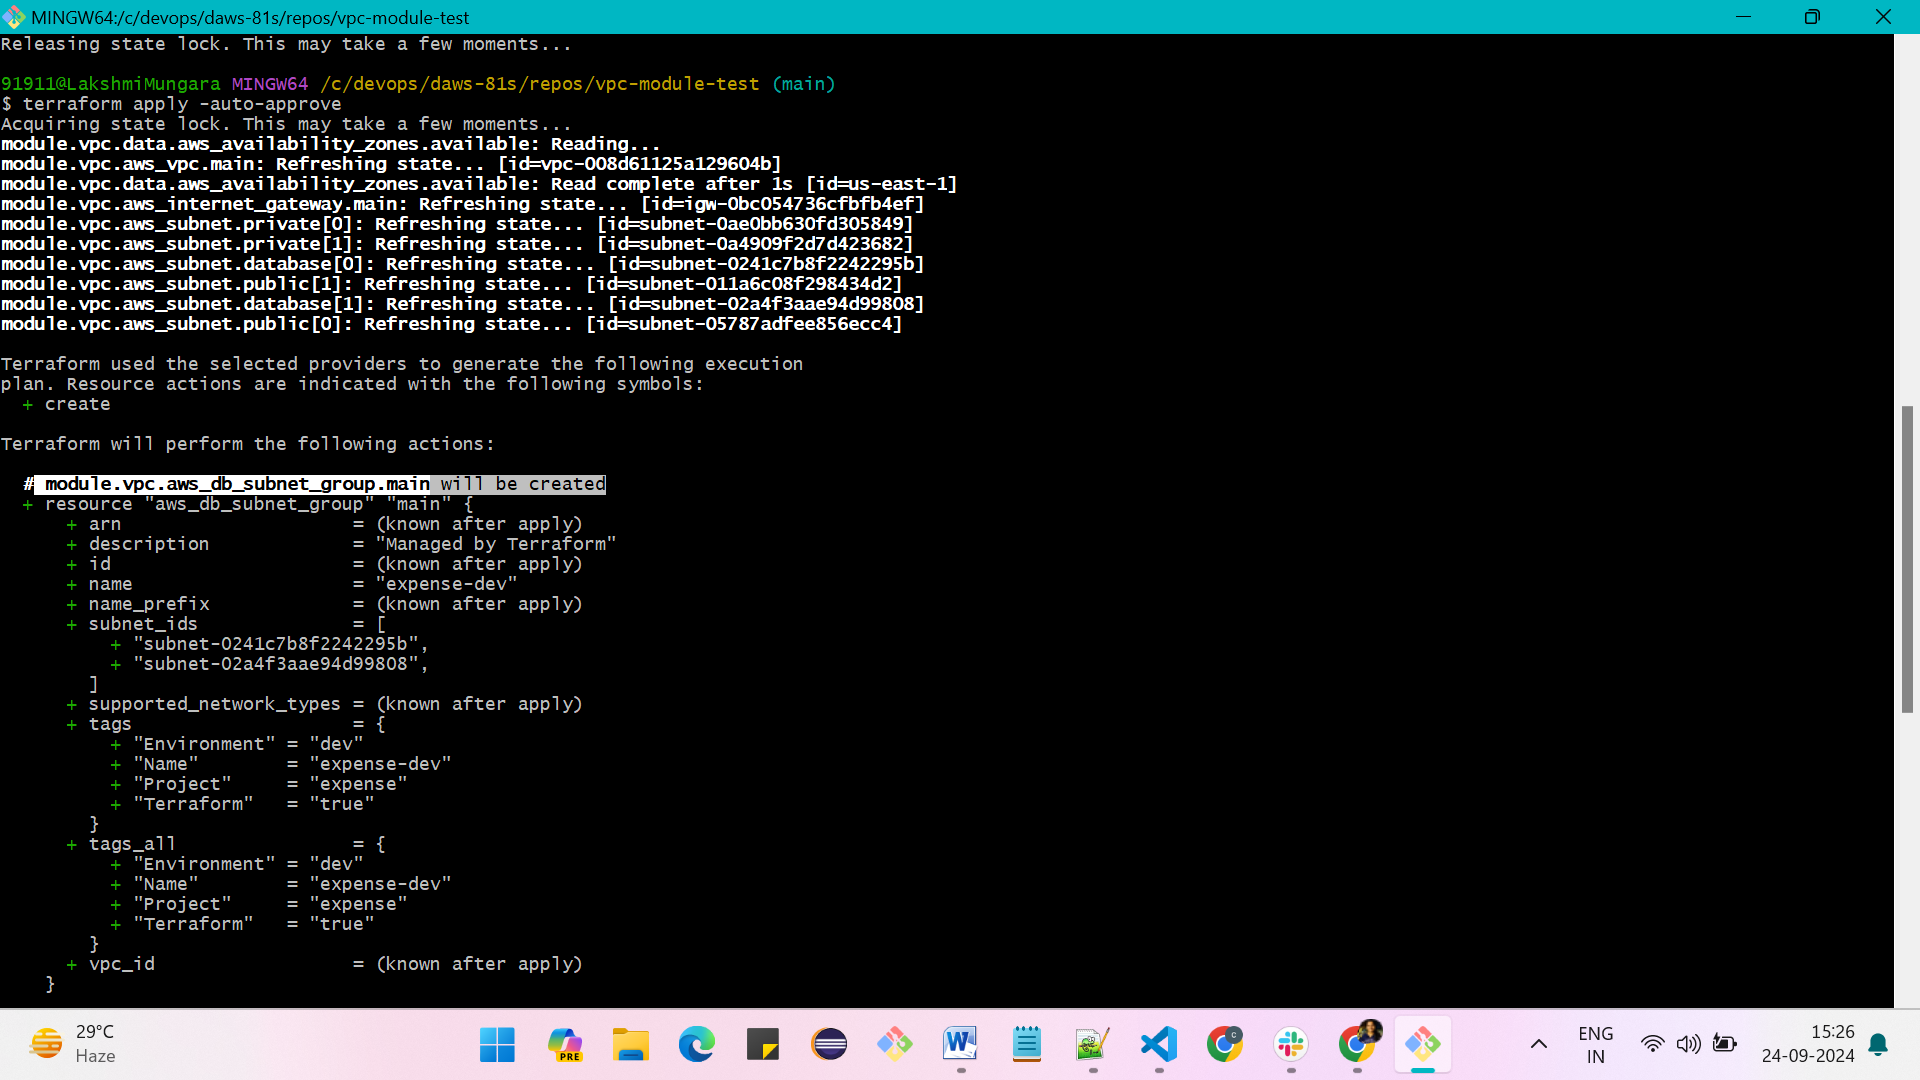 MINGW64:/c/devops/daws-81s/repos/vpc-module-test
Releasing state lock. This may take a few moments...
91911@LakshmiMungara MINGW64 /c/devops/daws-81s/repos/vpc-module-test (main)
$ terraform apply -auto-approve
Acquiring state lock. This may take a few moments...
module.vpc.data.aws_availability_zones.available: Reading...
module.vpc.aws_vpc.main: Refreshing state... [id=vpc-008d61125a129604b]
module.vpc.data.aws_availability_zones.available: Read complete after 1s [id=us-east-1]
module.vpc.aws_internet_gateway.main: Refreshing state... [id=igw-0bc054736cfbfb4ef]
module.vpc.aws_subnet.private[0]: Refreshing state... [id=subnet-0ae0bb630fd305849]
module.vpc.aws_subnet.private[1]: Refreshing state... [id=subnet-0a4909f2d7d423682]
module.vpc.aws_subnet.database[0]: Refreshing state... [id=subnet-0241c7b8f2242295b]
module.vpc.aws_subnet.public[1]: Refreshing state... [id=subnet-011a6c08f298434d2]
module.vpc.aws_subnet.database[1]: Refreshing state... [id=subnet-02a4f3aae94d99808]
module.vpc.aws_subnet.public[0]: Refreshing state... [id=subnet-05787adfee856ecc4]
Terraform used the selected providers to generate the following execution
plan. Resource actions are indicated with the following symbols:
  + create
Terraform will perform the following actions:
  # module.vpc.aws_db_subnet_group.main will be created
  + resource "aws_db_subnet_group" "main" {
      + arn                     = (known after apply)
      + description             = "Managed by Terraform"
      + id                      = (known after apply)
      + name                    = "expense-dev"
      + name_prefix             = (known after apply)
      + subnet_ids              = [
          + "subnet-0241c7b8f2242295b",
          + "subnet-02a4f3aae94d99808",
        ]
      + supported_network_types = (known after apply)
      + tags                    = {
          + "Environment" = "dev"
          + "Name"        = "expense-dev"
          + "Project"     = "expense"
          + "Terraform"   = "true"
        }
      + tags_all                = {
          + "Environment" = "dev"
          + "Name"        = "expense-dev"
          + "Project"     = "expense"
          + "Terraform"   = "true"
        }
      + vpc_id                  = (known after apply)
    }
29°C
Haze
PRE
W
C
ENG
IN
15:26
24-09-2024